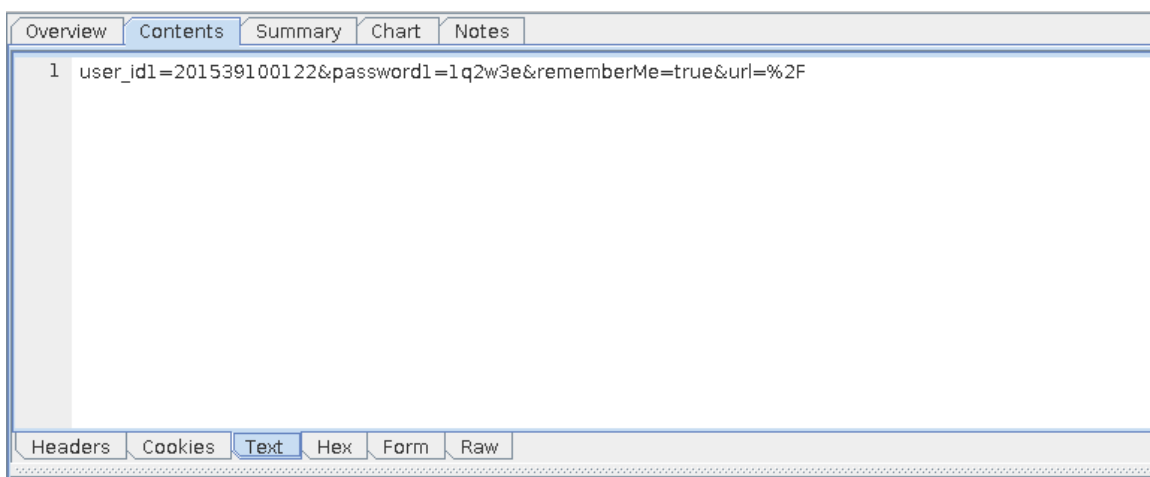 Overview Contents Summary Chart Notes
1 user_id1=201539100122&password1=1q2w3e&rememberMe=true&url=%2F
Headers Cookies Text Hex Form Raw